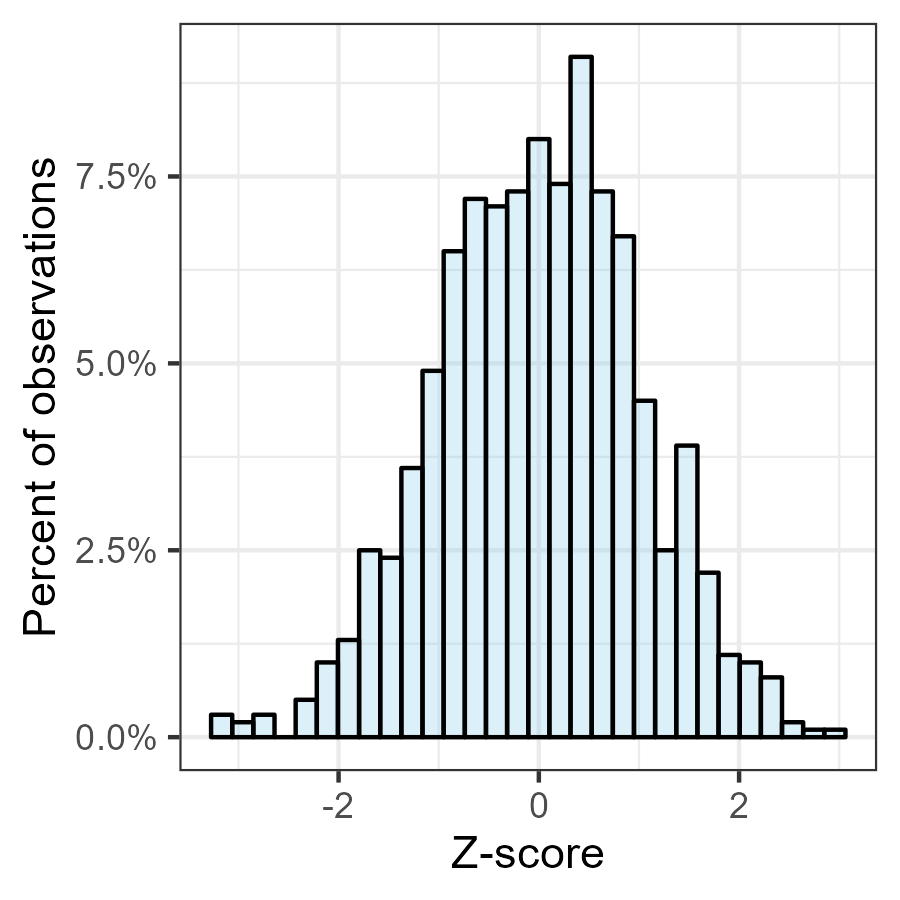 Percent of observations
7.5%
5.0%
2.5%
0.0%
-2 0 2
Z-score